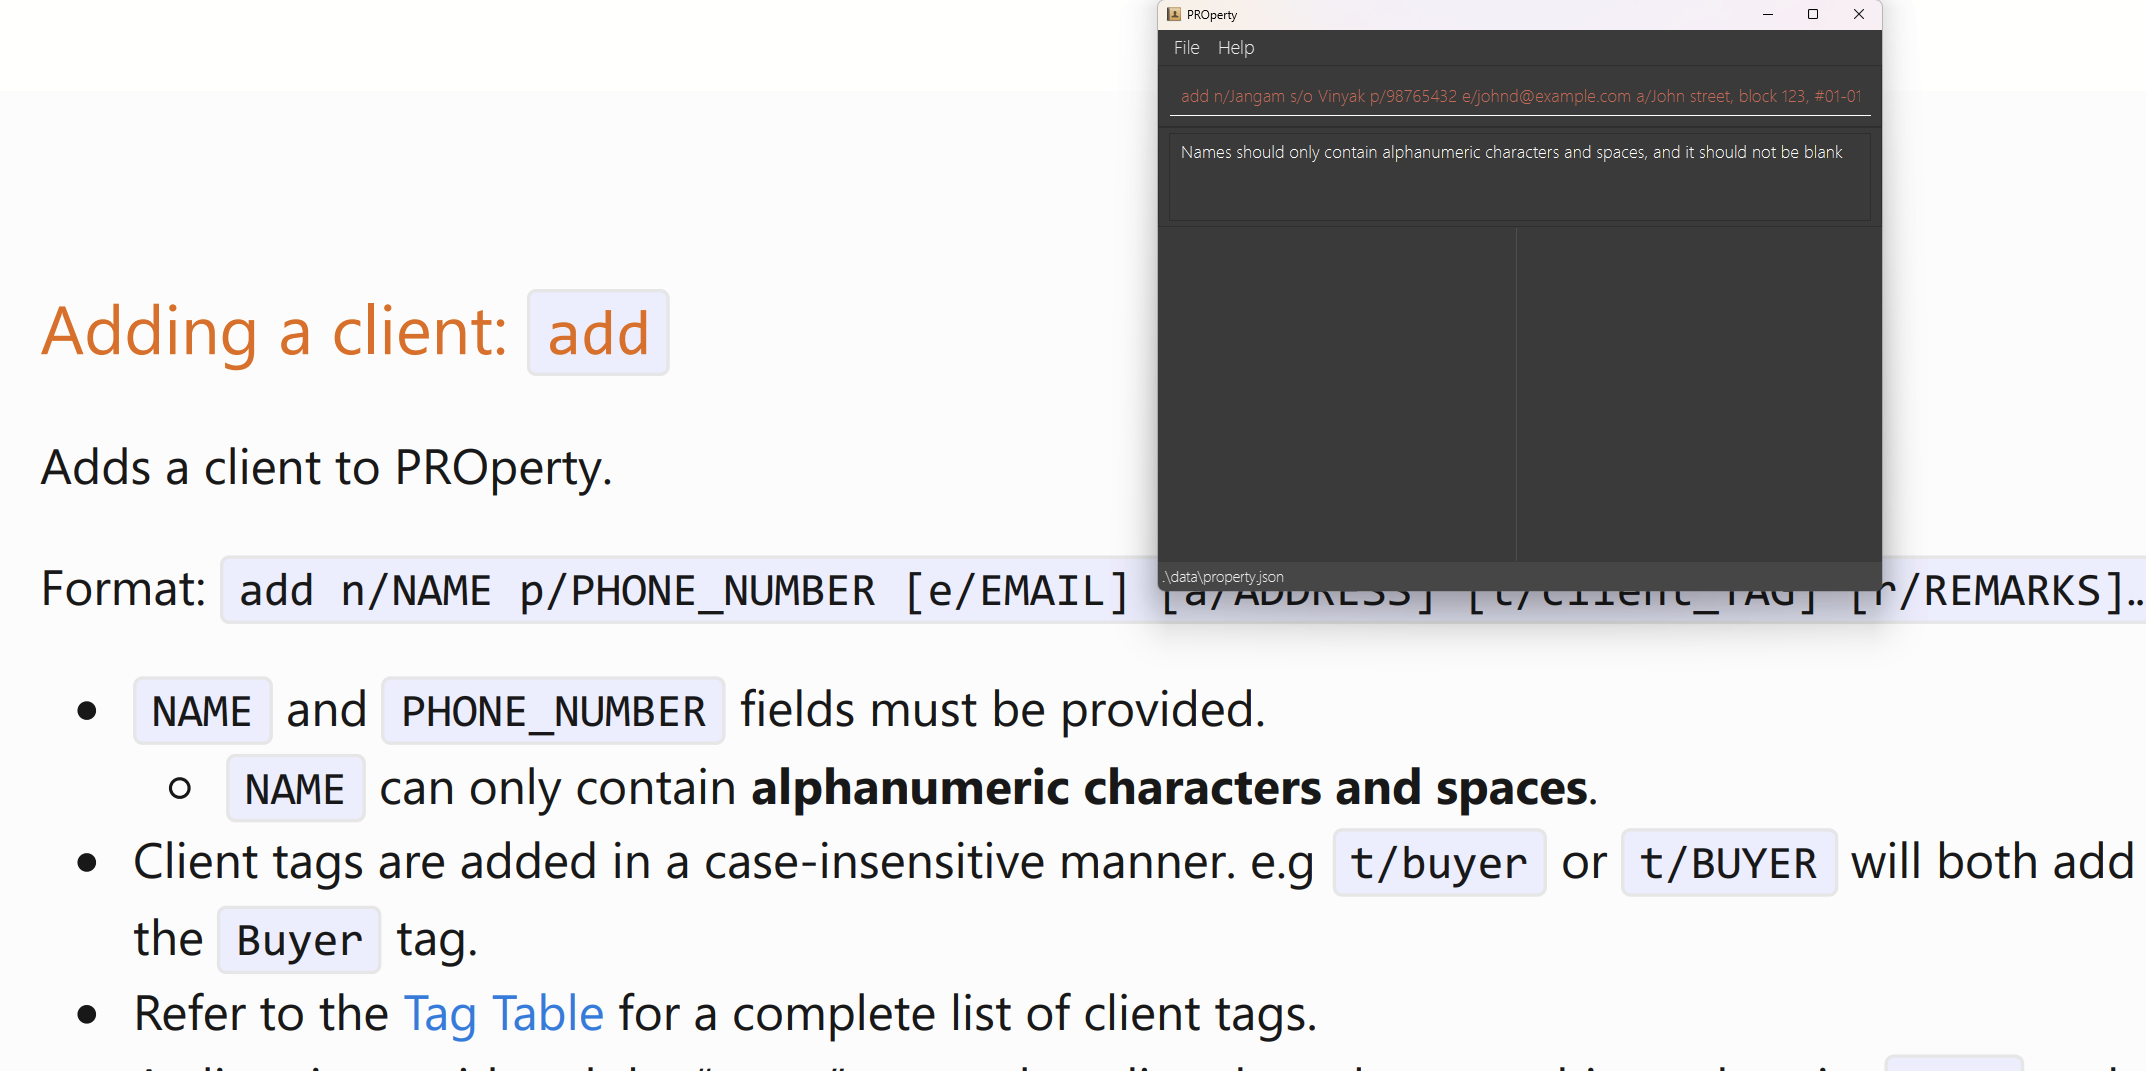 PROperty
File Help
add n/Jangam s/o Vinyak p/98765432 e/johnd@example.com a/John street, block 123, #01-01
Names should only contain alphanumeric characters and spaces, and it should not be blank
.\data\property.json
Adding a client: add
Adds a client to PROperty.
Format: add n/NAME p/PHONE_NUMBER [e/EMAIL] [a/ADDRESS] [t/client_TAG] [r/REMARKS]…
• NAME and PHONE_NUMBER fields must be provided.
○ NAME can only contain alphanumeric characters and spaces.
• Client tags are added in a case-insensitive manner. e.g t/buyer or t/BUYER will both add
the Buyer tag.
• Refer to the Tag Table for a complete list of client tags.